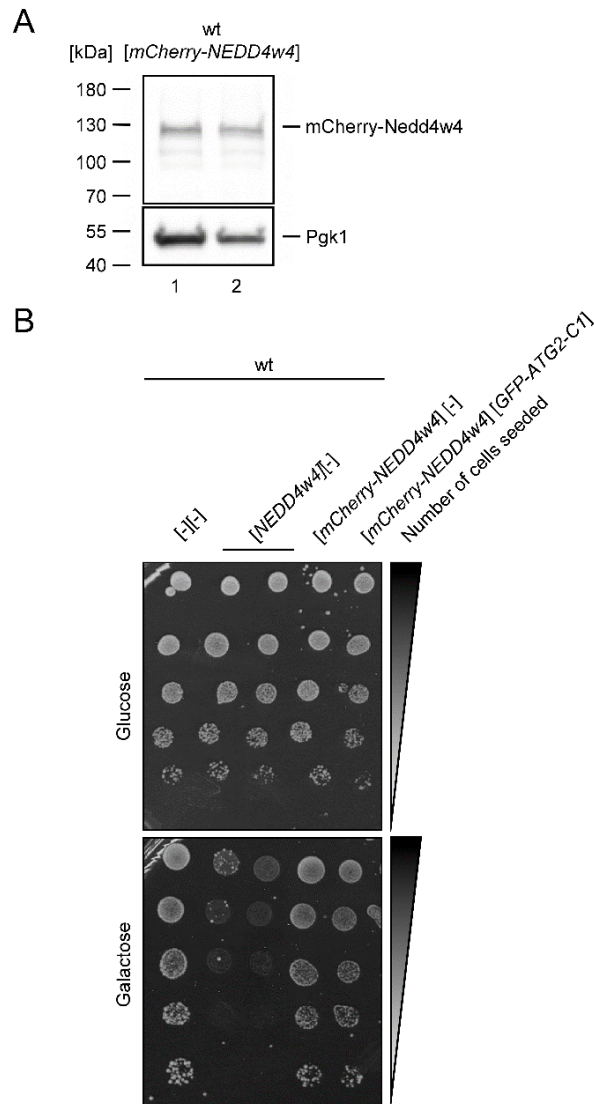 A
wt
[kDa] [mCherry-NEDD4w4]
180
130
mCherry-Nedd4w4
100
70
55
Pgk1
40
1 2
B
wt
[-][-]
[NEDD4w4][-]
[mCherry-NEDD4w4] [-]
[mCherry-NEDD4w4] [GFP-ATG2-C1]
Number of cells seeded
Glucose
Galactose